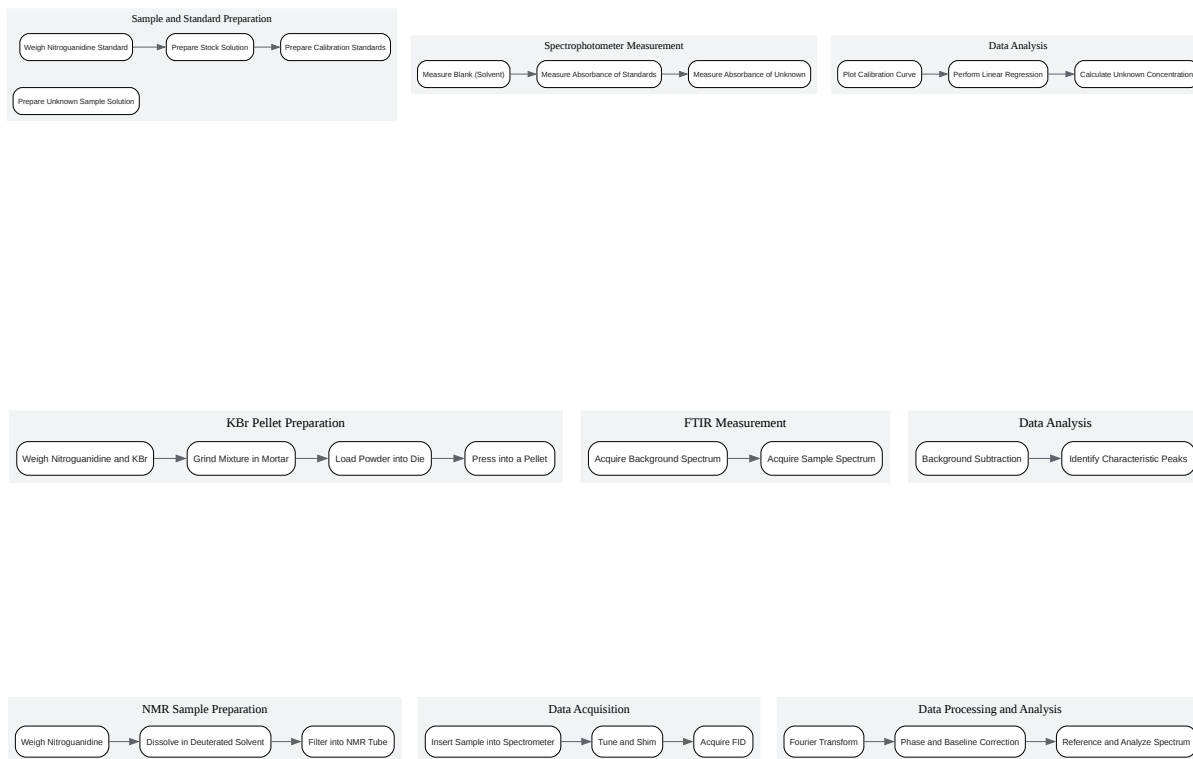 Sample and Standard Preparation
Weigh Nitroguanidine Standard
Prepare Stock Solution
Prepare Calibration Standards
Prepare Unknown Sample Solution
Spectrophotometer Measurement
Measure Blank (Solvent)
Measure Absorbance of Standards
Measure Absorbance of Unknown
Data Analysis
Plot Calibration Curve
Perform Linear Regression
Calculate Unknown Concentration
KBr Pellet Preparation
Weigh Nitroguanidine and KBr
Grind Mixture in Mortar
Load Powder into Die
Press into a Pellet
FTIR Measurement
Acquire Background Spectrum
Acquire Sample Spectrum
Data Analysis
Background Subtraction
Identify Characteristic Peaks
NMR Sample Preparation
Weigh Nitroguanidine
Dissolve in Deuterated Solvent
Filter into NMR Tube
Data Acquisition
Insert Sample into Spectrometer
Tune and Shim
Acquire FID
Data Processing and Analysis
Fourier Transform
Phase and Baseline Correction
Reference and Analyze Spectrum